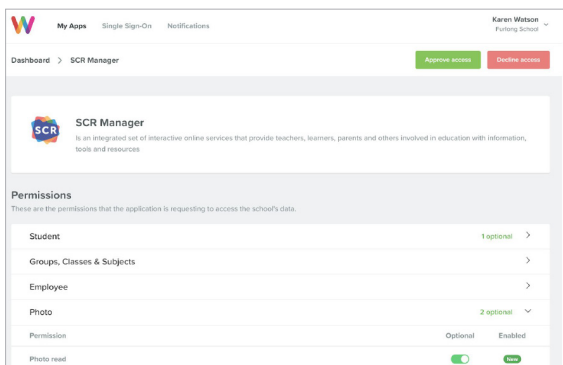 My Apps Single Sign-On Notifications
Karen Watson
Furlong School
Dashboard > SCR Manager
Approve access Decline access
SCR
SCR Manager
Is an integrated set of interactive online services that provide teachers, learners, parents and others involved in education with information,
tools and resources
Permissions
These are the permissions that the application is requesting to access the school's data.
Student 1 optional
Groups, Classes & Subjects
Employee
Photo 2 optional
Permission Optional Enabled
Photo read New